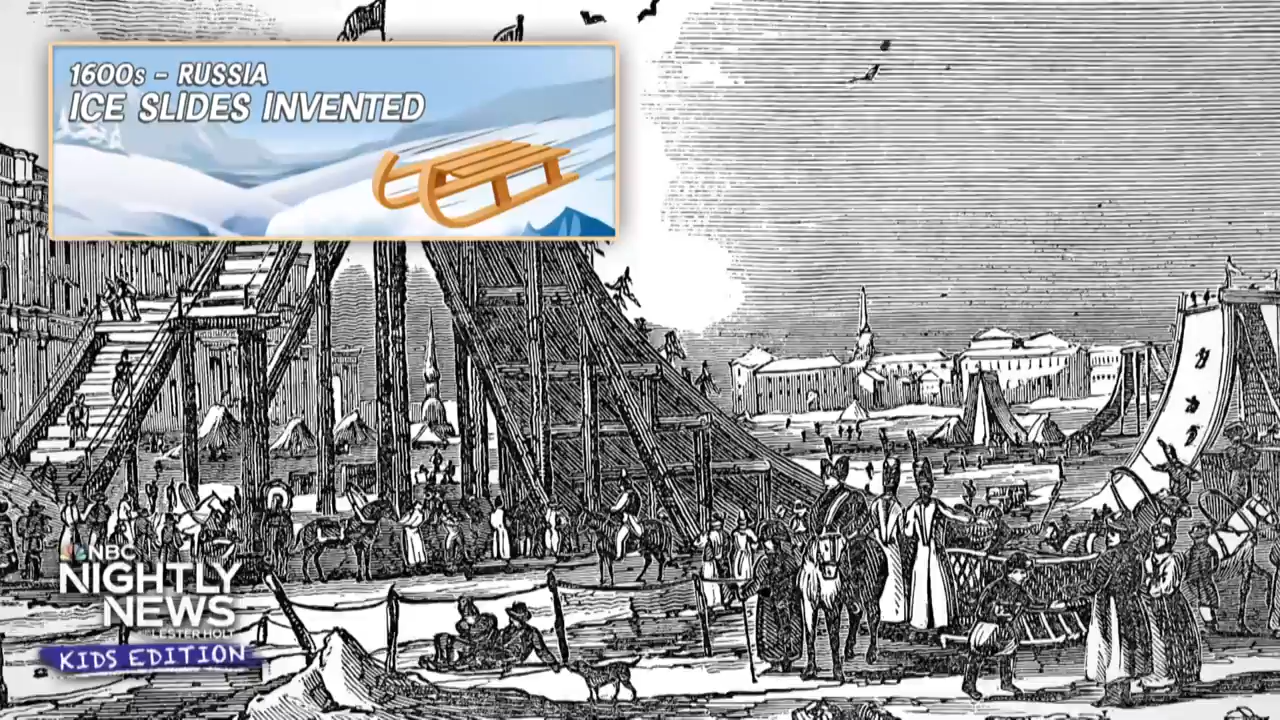 1600s - RUSSIA
ICE SLIDES INVENTED
NBC
NIGHTLY
NEWS
LESTER HOLT
KIDS EDITION